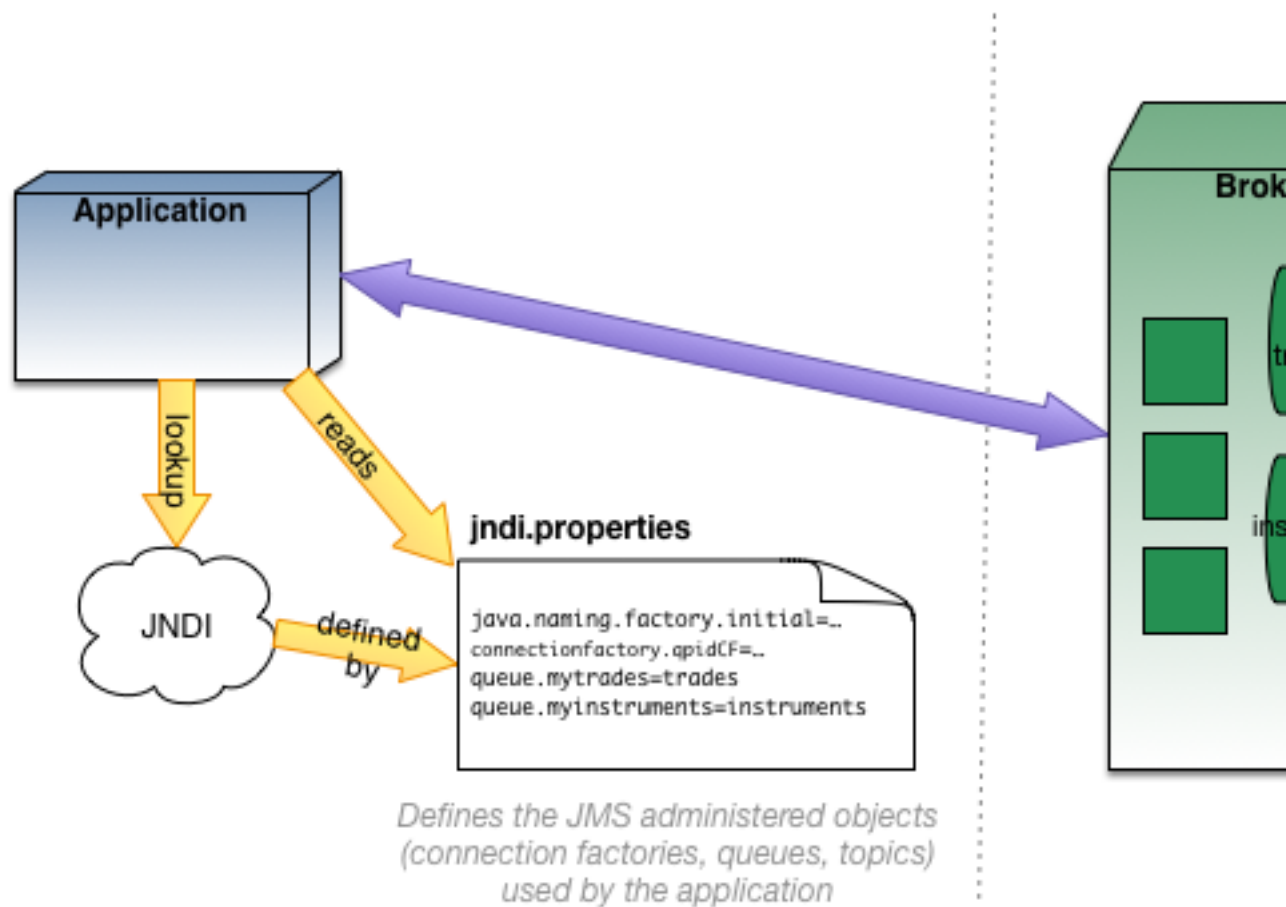 Application
lookup
reads
JNDI
defined
by
jndi.properties
java.naming.factory.initial=…
connectionfactory.qpidCF=…
queue.mytrades=trades
queue.myinstruments=instruments
Defines the JMS administered objects
(connection factories, queues, topics)
used by the application